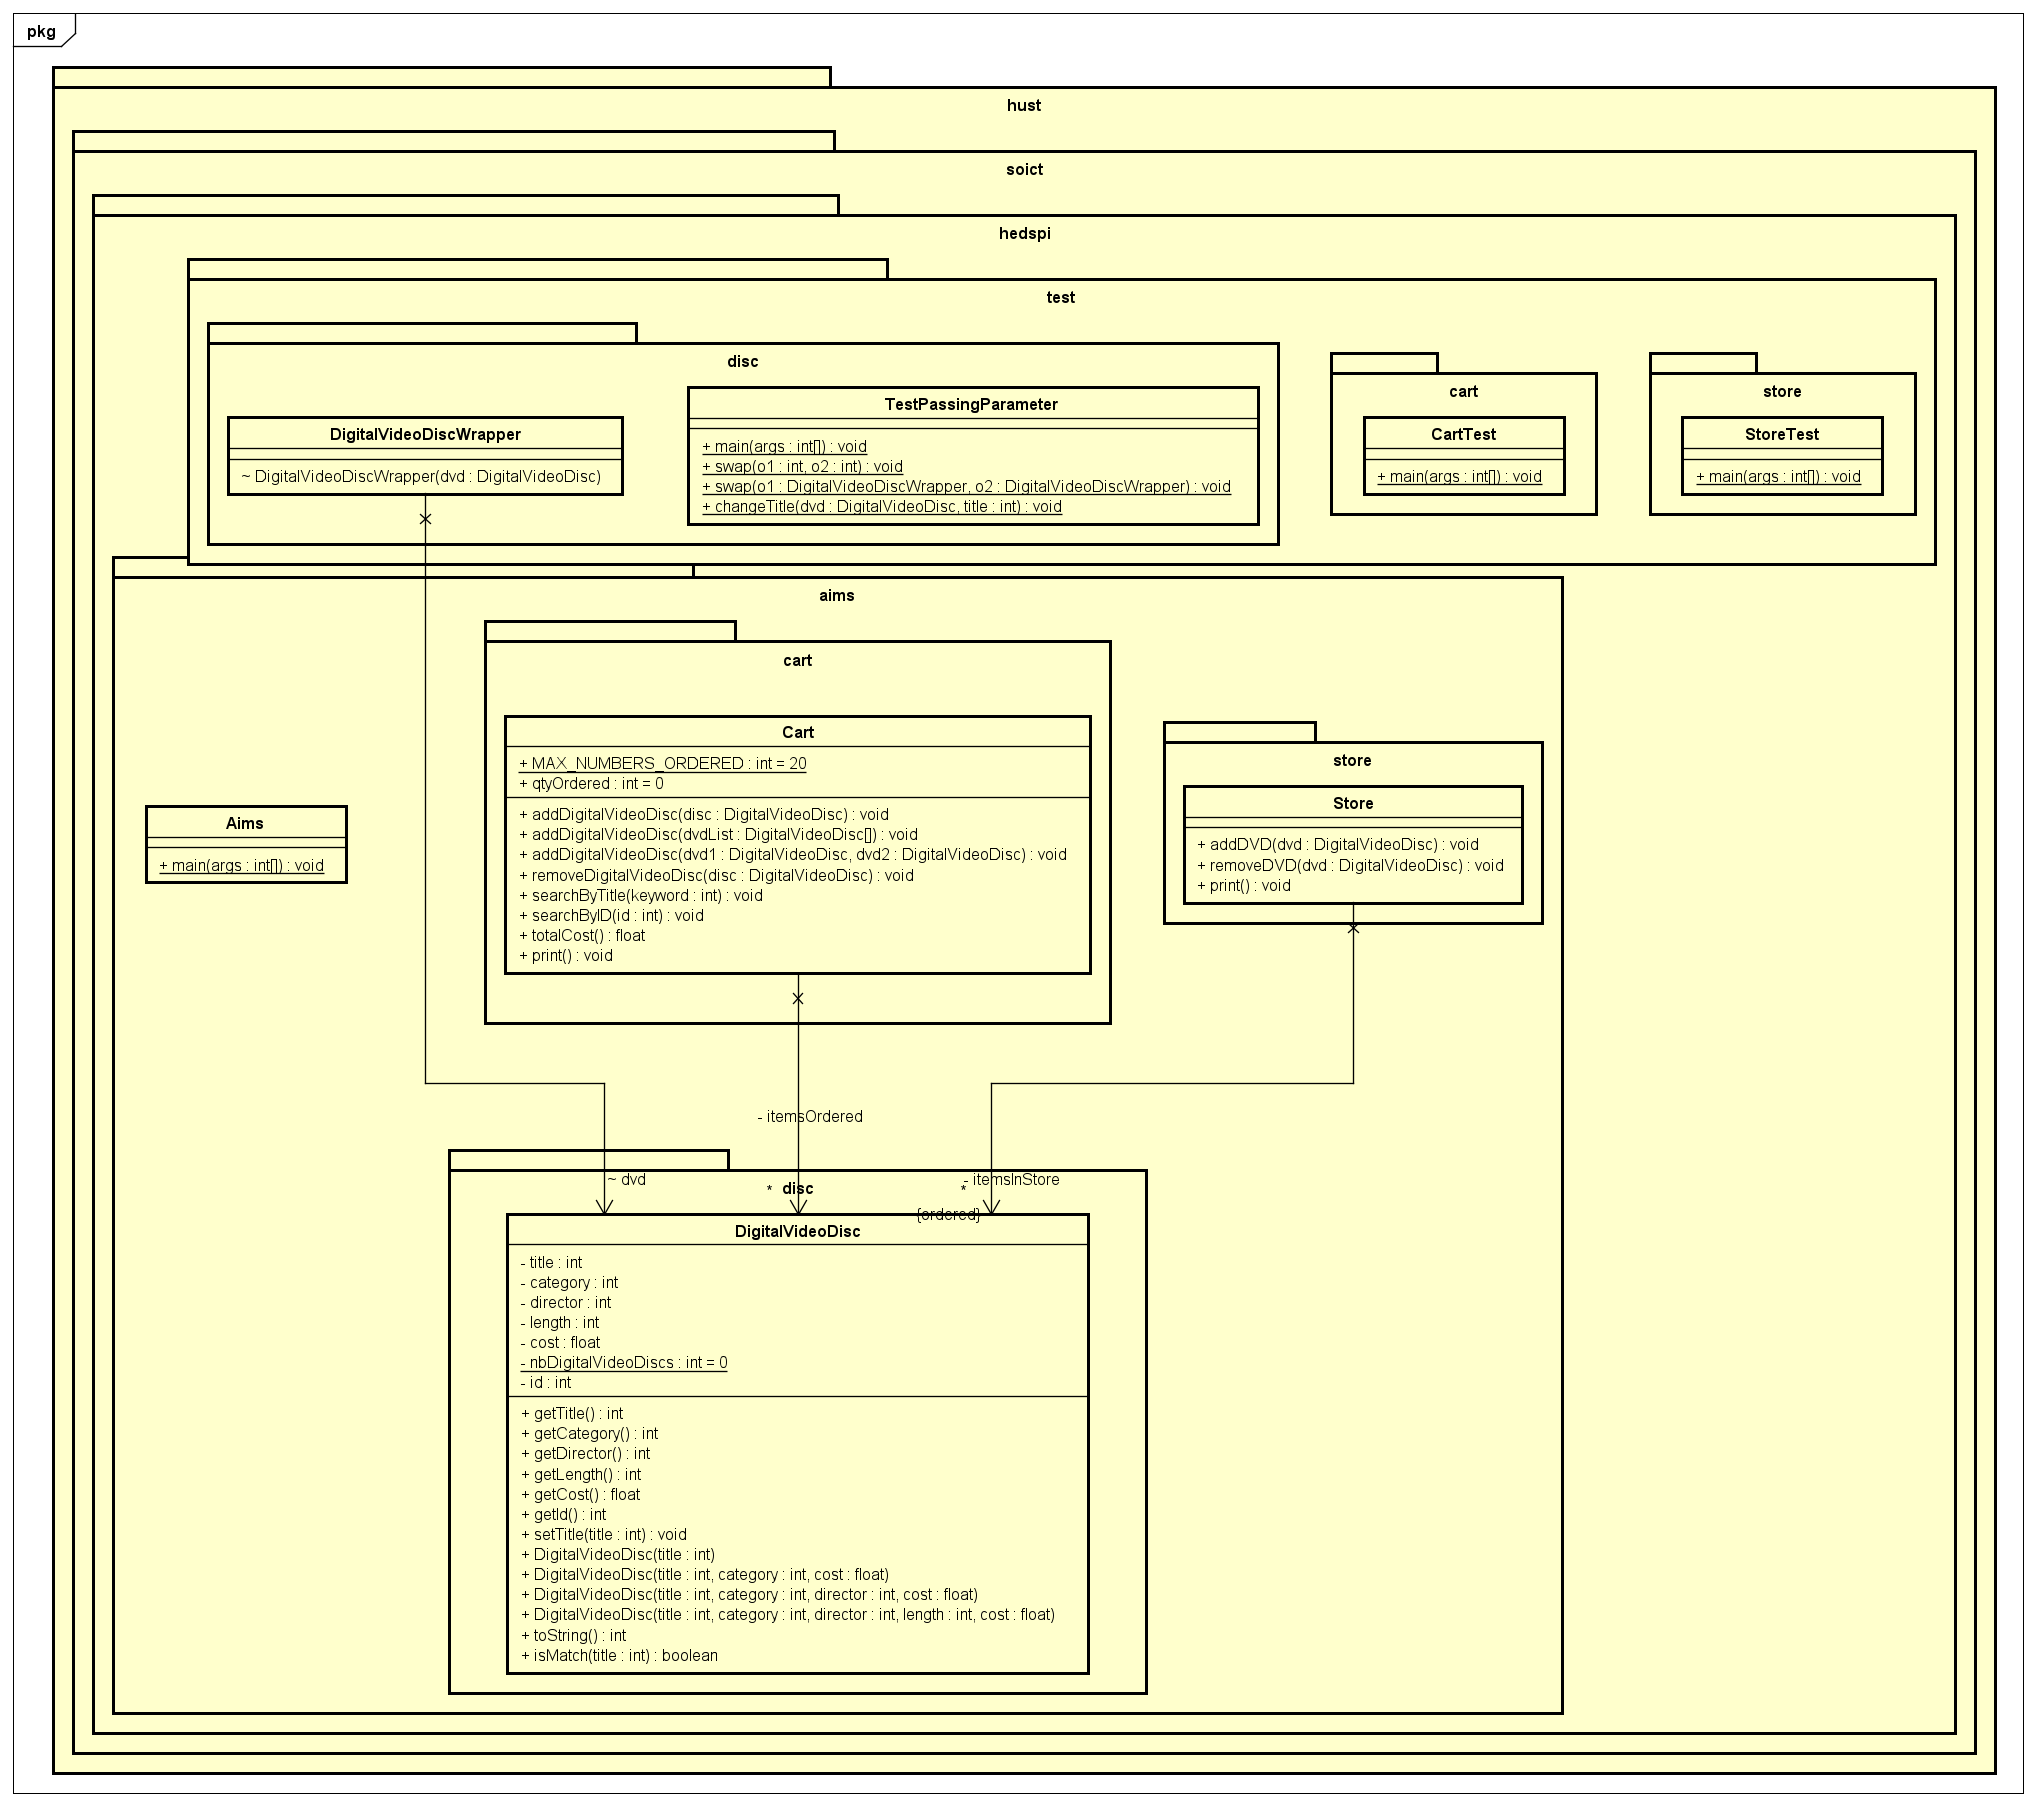 pkg
hust
soict
hedspi
test
disc
DigitalVideoDiscWrapper
~ DigitalVideoDiscWrapper(dvd : DigitalVideoDisc)
TestPassingParameter
+ main(args : int[]) : void
+ swap(o1 : int, o2 : int) : void
+ swap(o1 : DigitalVideoDiscWrapper, o2 : DigitalVideoDiscWrapper) : void
+ changeTitle(dvd : DigitalVideoDisc, title : int) : void
cart
CartTest
+ main(args : int[]) : void
store
StoreTest
+ main(args : int[]) : void
aims
Aims
+ main(args : int[]) : void
cart
Cart
+ MAX_NUMBERS_ORDERED : int = 20
+ qtyOrdered : int = 0
+ addDigitalVideoDisc(disc : DigitalVideoDisc) : void
+ addDigitalVideoDisc(dvdList : DigitalVideoDisc[]) : void
+ addDigitalVideoDisc(dvd1 : DigitalVideoDisc, dvd2 : DigitalVideoDisc) : void
+ removeDigitalVideoDisc(disc : DigitalVideoDisc) : void
+ searchByTitle(keyword : int) : void
+ searchByID(id : int) : void
+ totalCost() : float
+ print() : void
store
Store
+ addDVD(dvd : DigitalVideoDisc) : void
+ removeDVD(dvd : DigitalVideoDisc) : void
+ print() : void
- itemsOrdered
~ dvd
- itemsInStore
*
disc
*
{ordered}
DigitalVideoDisc
- title : int
- category : int
- director : int
- length : int
- cost : float
- nbDigitalVideoDiscs : int = 0
- id : int
+ getTitle() : int
+ getCategory() : int
+ getDirector() : int
+ getLength() : int
+ getCost() : float
+ getId() : int
+ setTitle(title : int) : void
+ DigitalVideoDisc(title : int)
+ DigitalVideoDisc(title : int, category : int, cost : float)
+ DigitalVideoDisc(title : int, category : int, director : int, cost : float)
+ DigitalVideoDisc(title : int, category : int, director : int, length : int, cost : float)
+ toString() : int
+ isMatch(title : int) : boolean